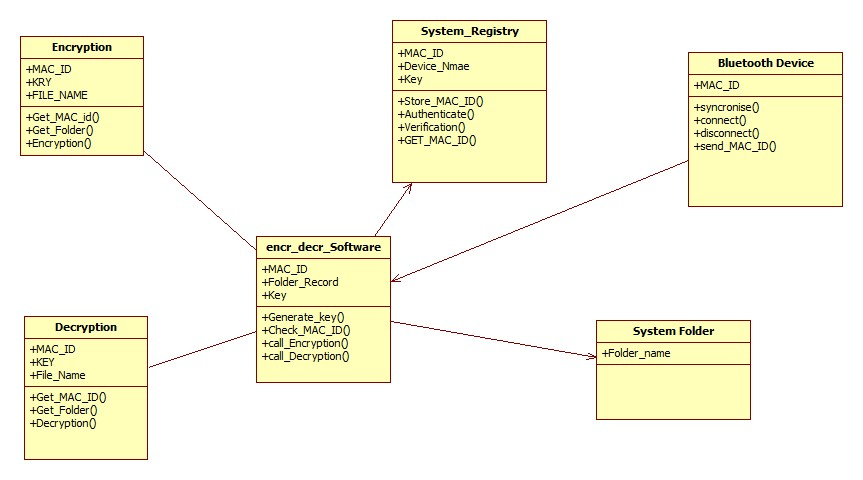 Encryption
+MAC_ID
+KRY
+FILE_NAME
+Get_MAC_id()
+Get_Folder()
+Encryption()
System_Registry
+MAC_ID
+Device_Nmae
+Key
+Store_MAC_ID()
+Authenticate()
+Verification()
+GET_MAC_ID()
Bluetooth Device
+MAC_ID
+syncronise()
+connect()
+disconnect()
+send_MAC_ID()
encr_decr_Software
+MAC_ID
+Folder_Record
+Key
+Generate_key()
+Check_MAC_ID()
+call_Encryption()
+call_Decryption()
Decryption
+MAC_ID
+KEY
+File_Name
+Get_MAC_ID()
+Get_Folder()
+Decryption()
System Folder
+Folder_name